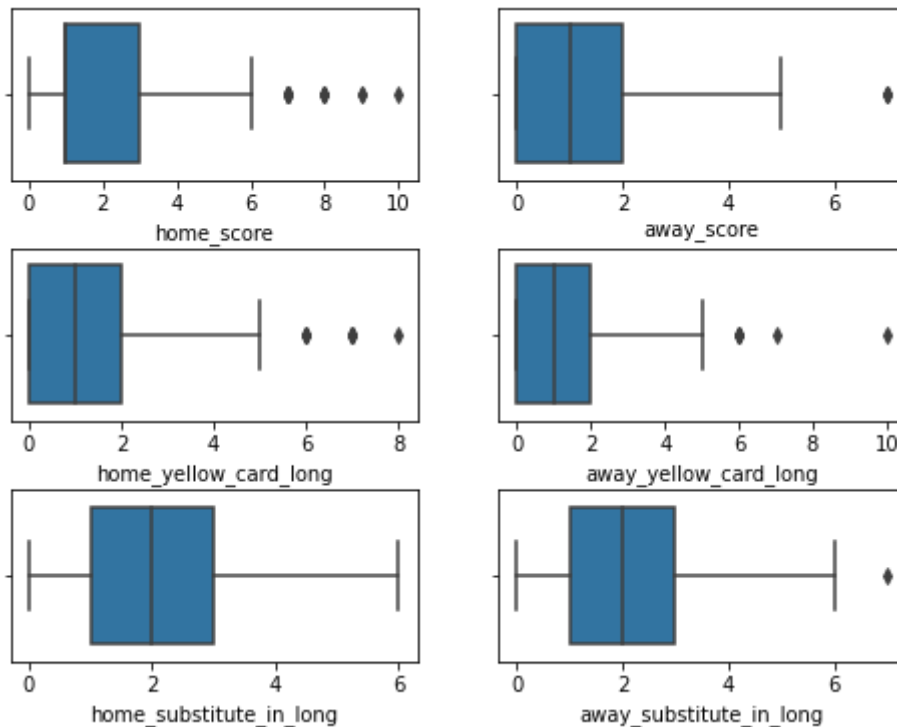 0 2 4 6 8 10
home_score
0 2 4 6
away_score
0 2 4 6 8
home_yellow_card_long
0 2 4 6 8 10
away_yellow_card_long
0 2 4 6
home_substitute_in_long
0 2 4 6
away_substitute_in_long